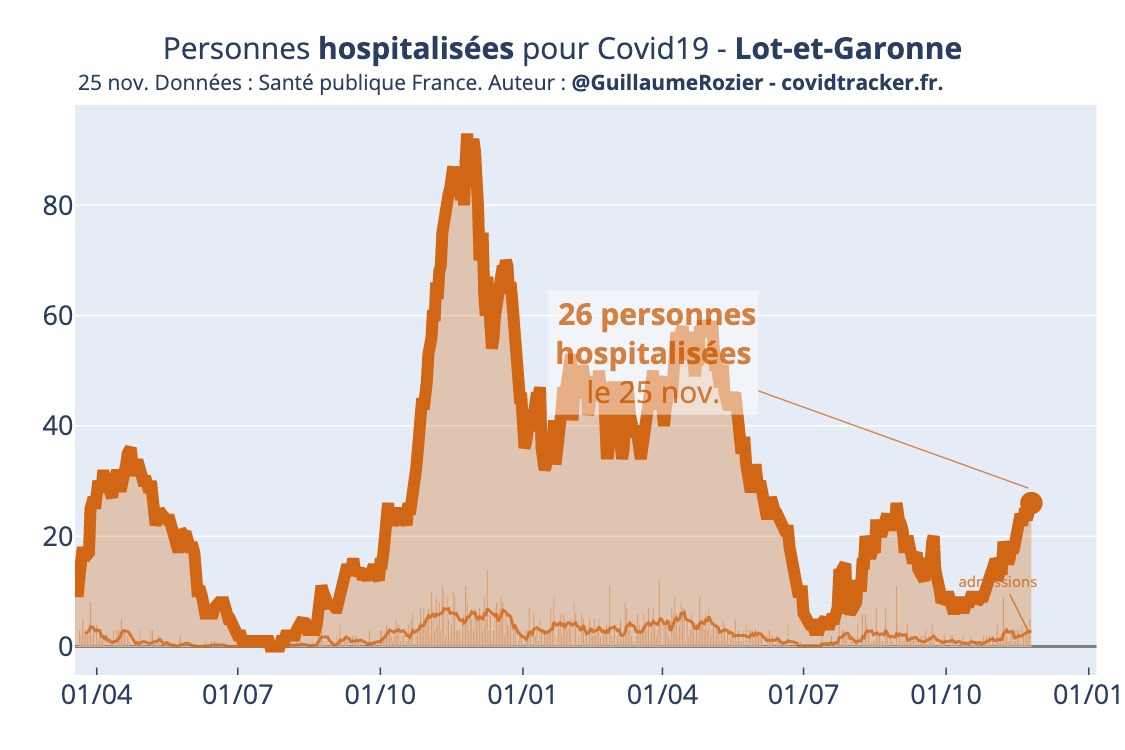 Personnes hospitalisées pour Covid19 - Lot-et-Garonne
25 nov. Données : Santé publique France. Auteur : @GuillaumeRozier - covidtracker.fr.
80
60
40
20
0
26 personnes
hospitalisées
le 25 nov.
admissions
01/04 01/07 01/10 01/01 01/04 01/07 01/10 01/01